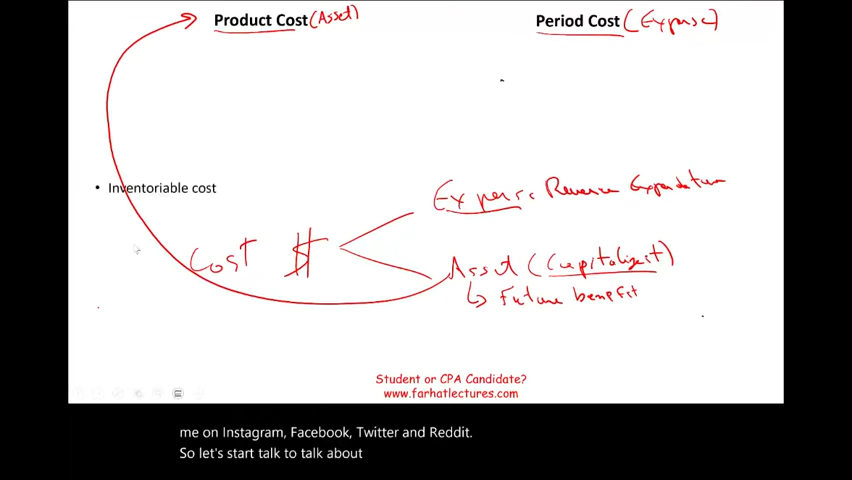 Product Cost (Asset)
Period Cost (Expense)
• Inventoriable cost
Expense: Revenue Expenditure
Cost $
Asset (Capitalized)
Future benefit
Student or CPA Candidate?
www.farhatlectures.com
me on Instagram, Facebook, Twitter and Reddit.
So let's start talk to talk about